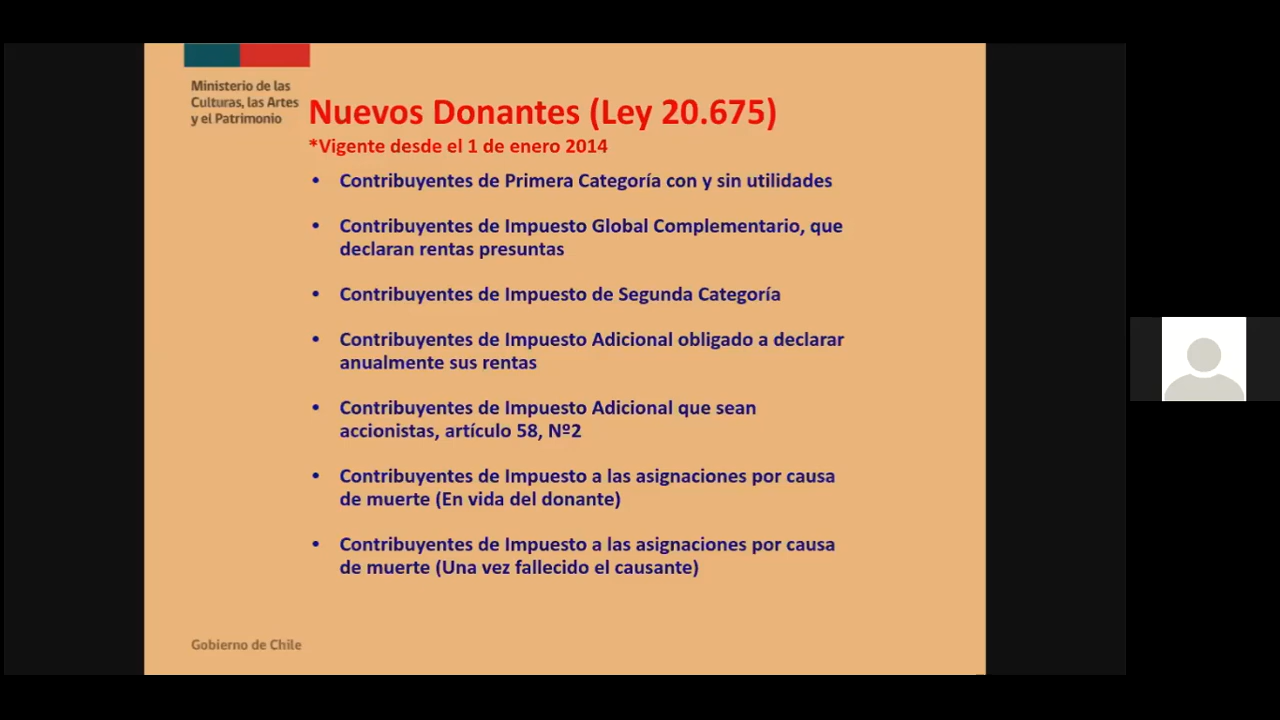 Ministerio de las
Culturas, las Artes
y el Patrimonio
Nuevos Donantes (Ley 20.675)
*Vigente desde el 1 de enero 2014
• Contribuyentes de Primera Categoría con y sin utilidades
• Contribuyentes de Impuesto Global Complementario, que
declaran rentas presuntas
• Contribuyentes de Impuesto de Segunda Categoría
• Contribuyentes de Impuesto Adicional obligado a declarar
anualmente sus rentas
• Contribuyentes de Impuesto Adicional que sean
accionistas, artículo 58, Nº2
• Contribuyentes de Impuesto a las asignaciones por causa
de muerte (En vida del donante)
• Contribuyentes de Impuesto a las asignaciones por causa
de muerte (Una vez fallecido el causante)
Gobierno de Chile